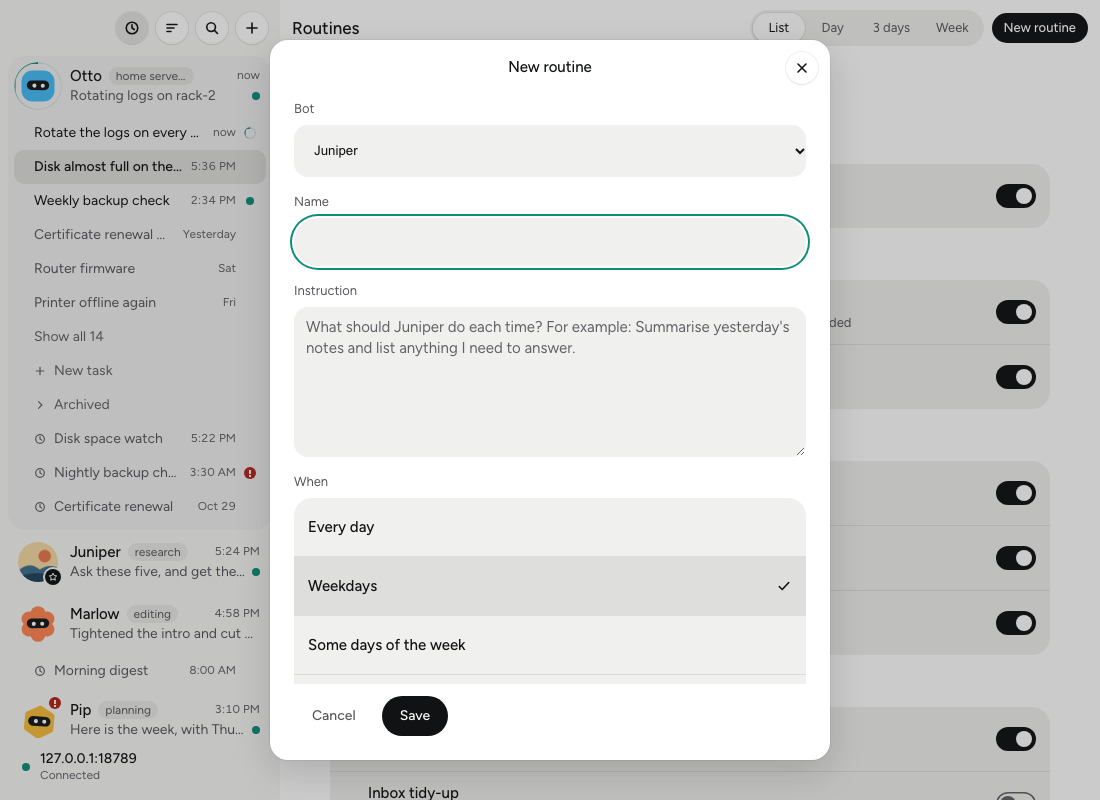 Routines
List
Day
3 days
Week
New routine
Otto
home serve...
now
Rotating logs on rack-2
Rotate the logs on every ...
now
Disk almost full on the...
5:36 PM
Weekly backup check
2:34 PM
Certificate renewal ...
Yesterday
Router firmware
Sat
Printer offline again
Fri
Show all 14
New task
Archived
Disk space watch
5:22 PM
Nightly backup ch...
3:30 AM
Certificate renewal
Oct 29
Juniper
research
5:24 PM
Ask these five, and get the...
Marlow
editing
4:58 PM
Tightened the intro and cut ...
Morning digest
8:00 AM
Pip
planning
3:10 PM
Here is the week, with Thu...
127.0.0.1:18789
Connected
New routine
Bot
Juniper
Name
Instruction
What should Juniper do each time? For example: Summarise yesterday's
notes and list anything I need to answer.
When
Every day
Weekdays
Some days of the week
Cancel
Save
Inbox tidy-up